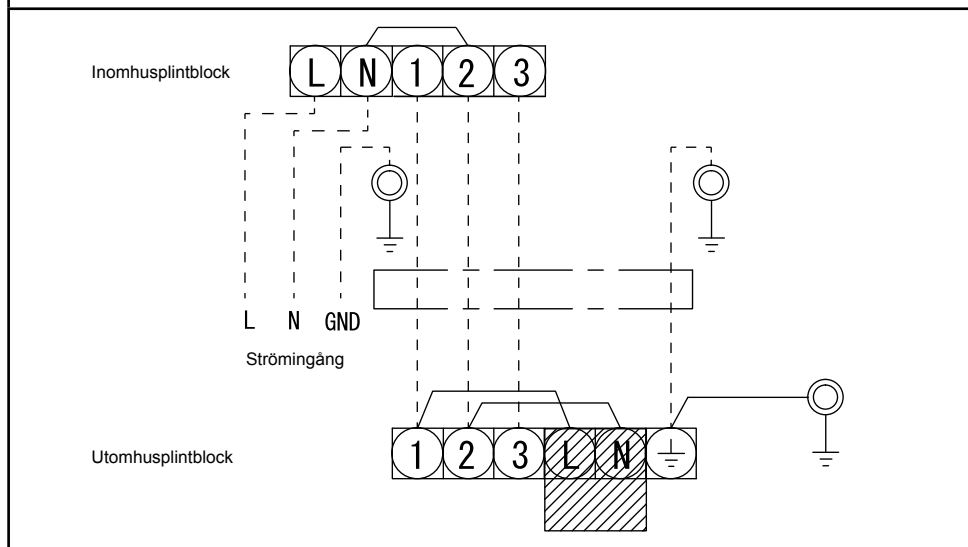 Inomhusplintblock
L N 1 2 3
L N GND
Strömingång
Utomhusplintblock
1 2 3 L N